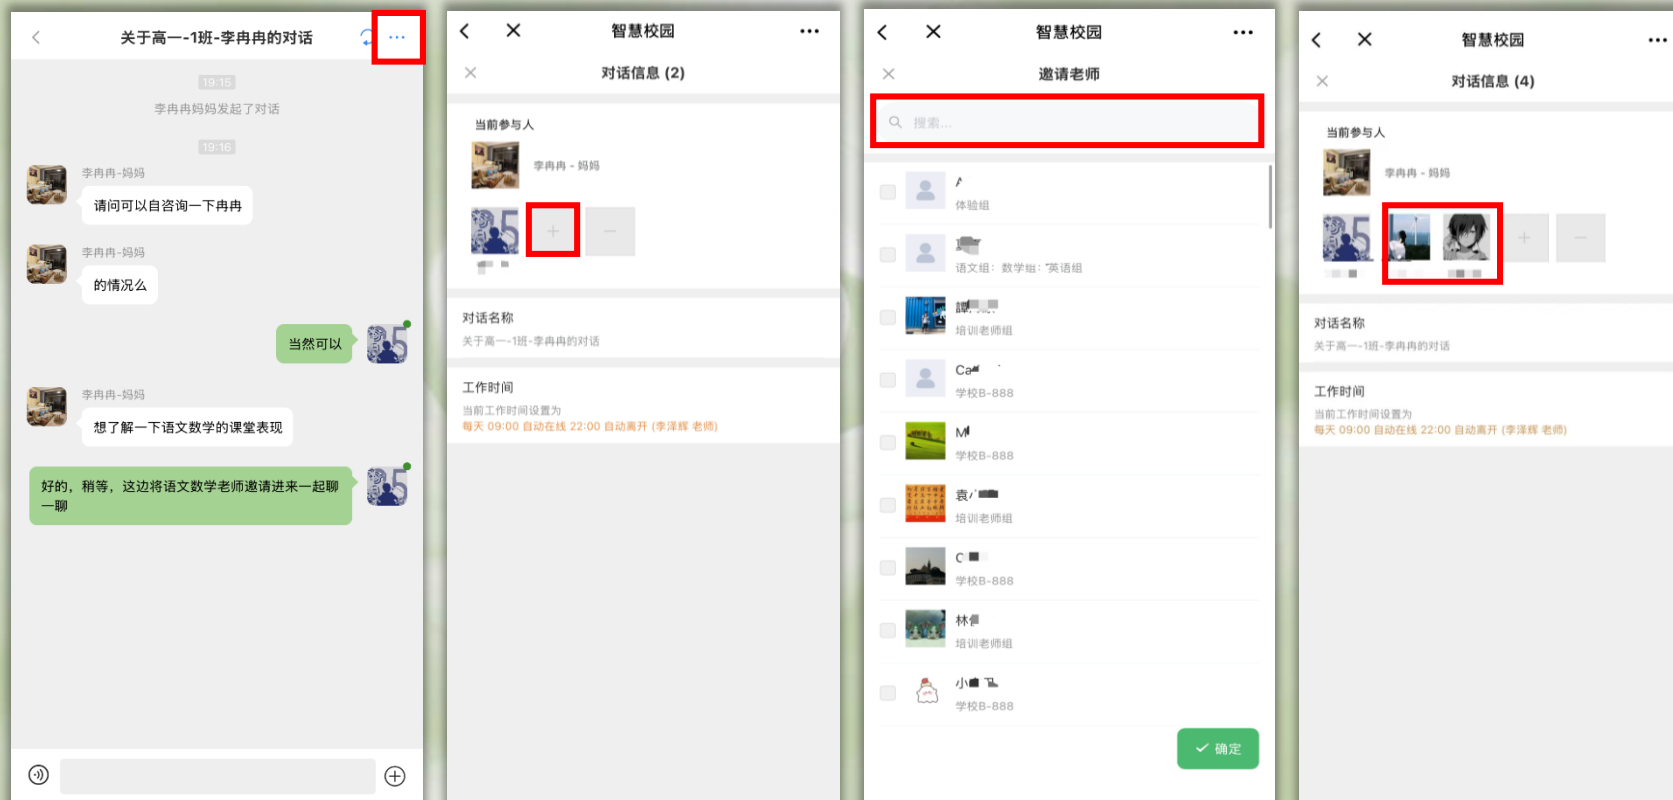 关于高一-1班-李冉冉的对话
19:15
李冉冉妈妈发起了对话
19:16
李冉冉-妈妈
请问可以自咨询一下冉冉
李冉冉-妈妈
的情况么
当然可以
李冉冉-妈妈
想了解一下语文数学的课堂表现
好的，稍等，这边将语文数学老师邀请进来一起聊
一聊
智慧校园
对话信息 (2)
当前参与人
李冉冉 - 妈妈
对话名称
关于高一-1班-李冉冉的对话
工作时间
当前工作时间设置为
每天 09:00 自动在线 22:00 自动离开 (李泽辉 老师)
智慧校园
邀请老师
搜索...
体验组
语文组；数学组；英语组
譚
培训老师组
Ca
学校B-888
M
学校B-888
袁
培训老师组
C
学校B-888
林
培训老师组
小
学校B-888
确定
智慧校园
对话信息 (4)
当前参与人
李冉冉 - 妈妈
对话名称
关于高一-1班-李冉冉的对话
工作时间
当前工作时间设置为
每天 09:00 自动在线 22:00 自动离开 (李泽辉 老师)